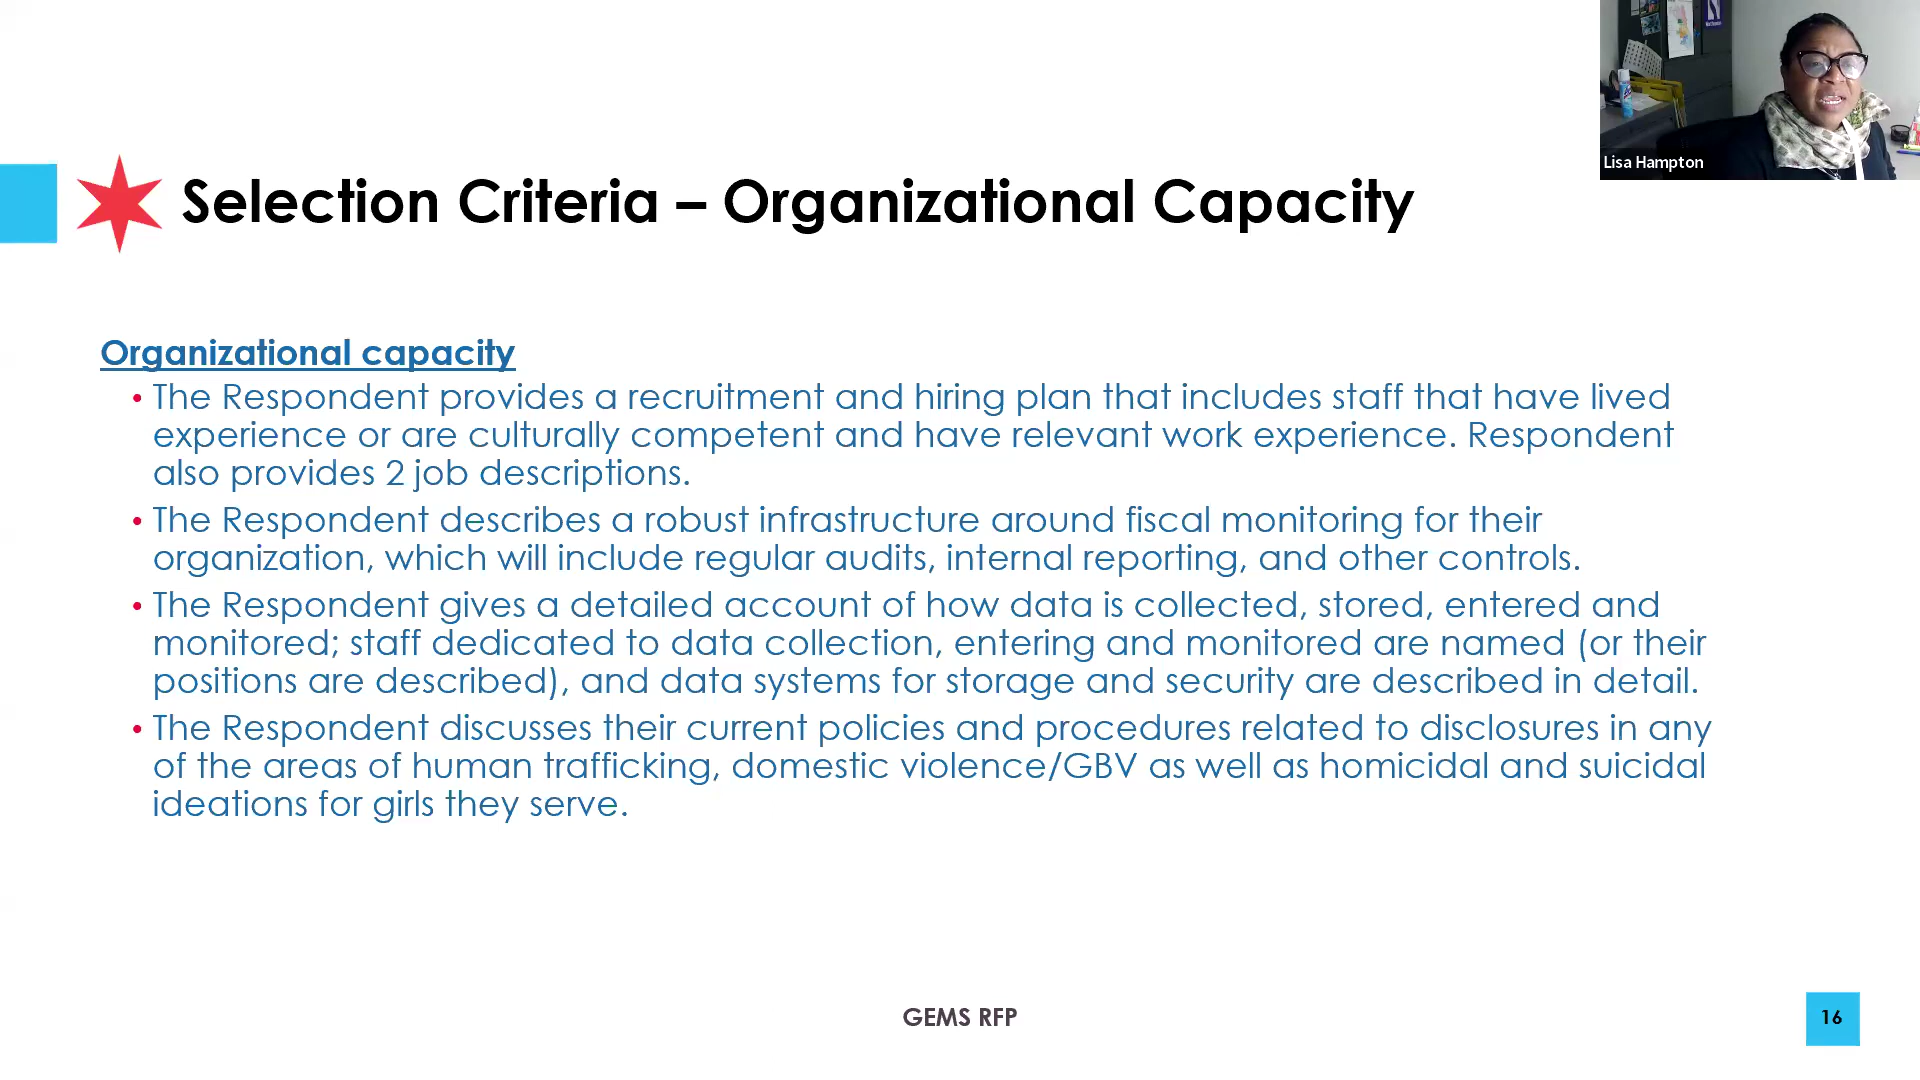 Lisa Hampton
Selection Criteria – Organizational Capacity
Organizational capacity
• The Respondent provides a recruitment and hiring plan that includes staff that have lived
experience or are culturally competent and have relevant work experience. Respondent
also provides 2 job descriptions.
• The Respondent describes a robust infrastructure around fiscal monitoring for their
organization, which will include regular audits, internal reporting, and other controls.
• The Respondent gives a detailed account of how data is collected, stored, entered and
monitored; staff dedicated to data collection, entering and monitored are named (or their
positions are described), and data systems for storage and security are described in detail.
• The Respondent discusses their current policies and procedures related to disclosures in any
of the areas of human trafficking, domestic violence/GBV as well as homicidal and suicidal
ideations for girls they serve.
GEMS RFP
16